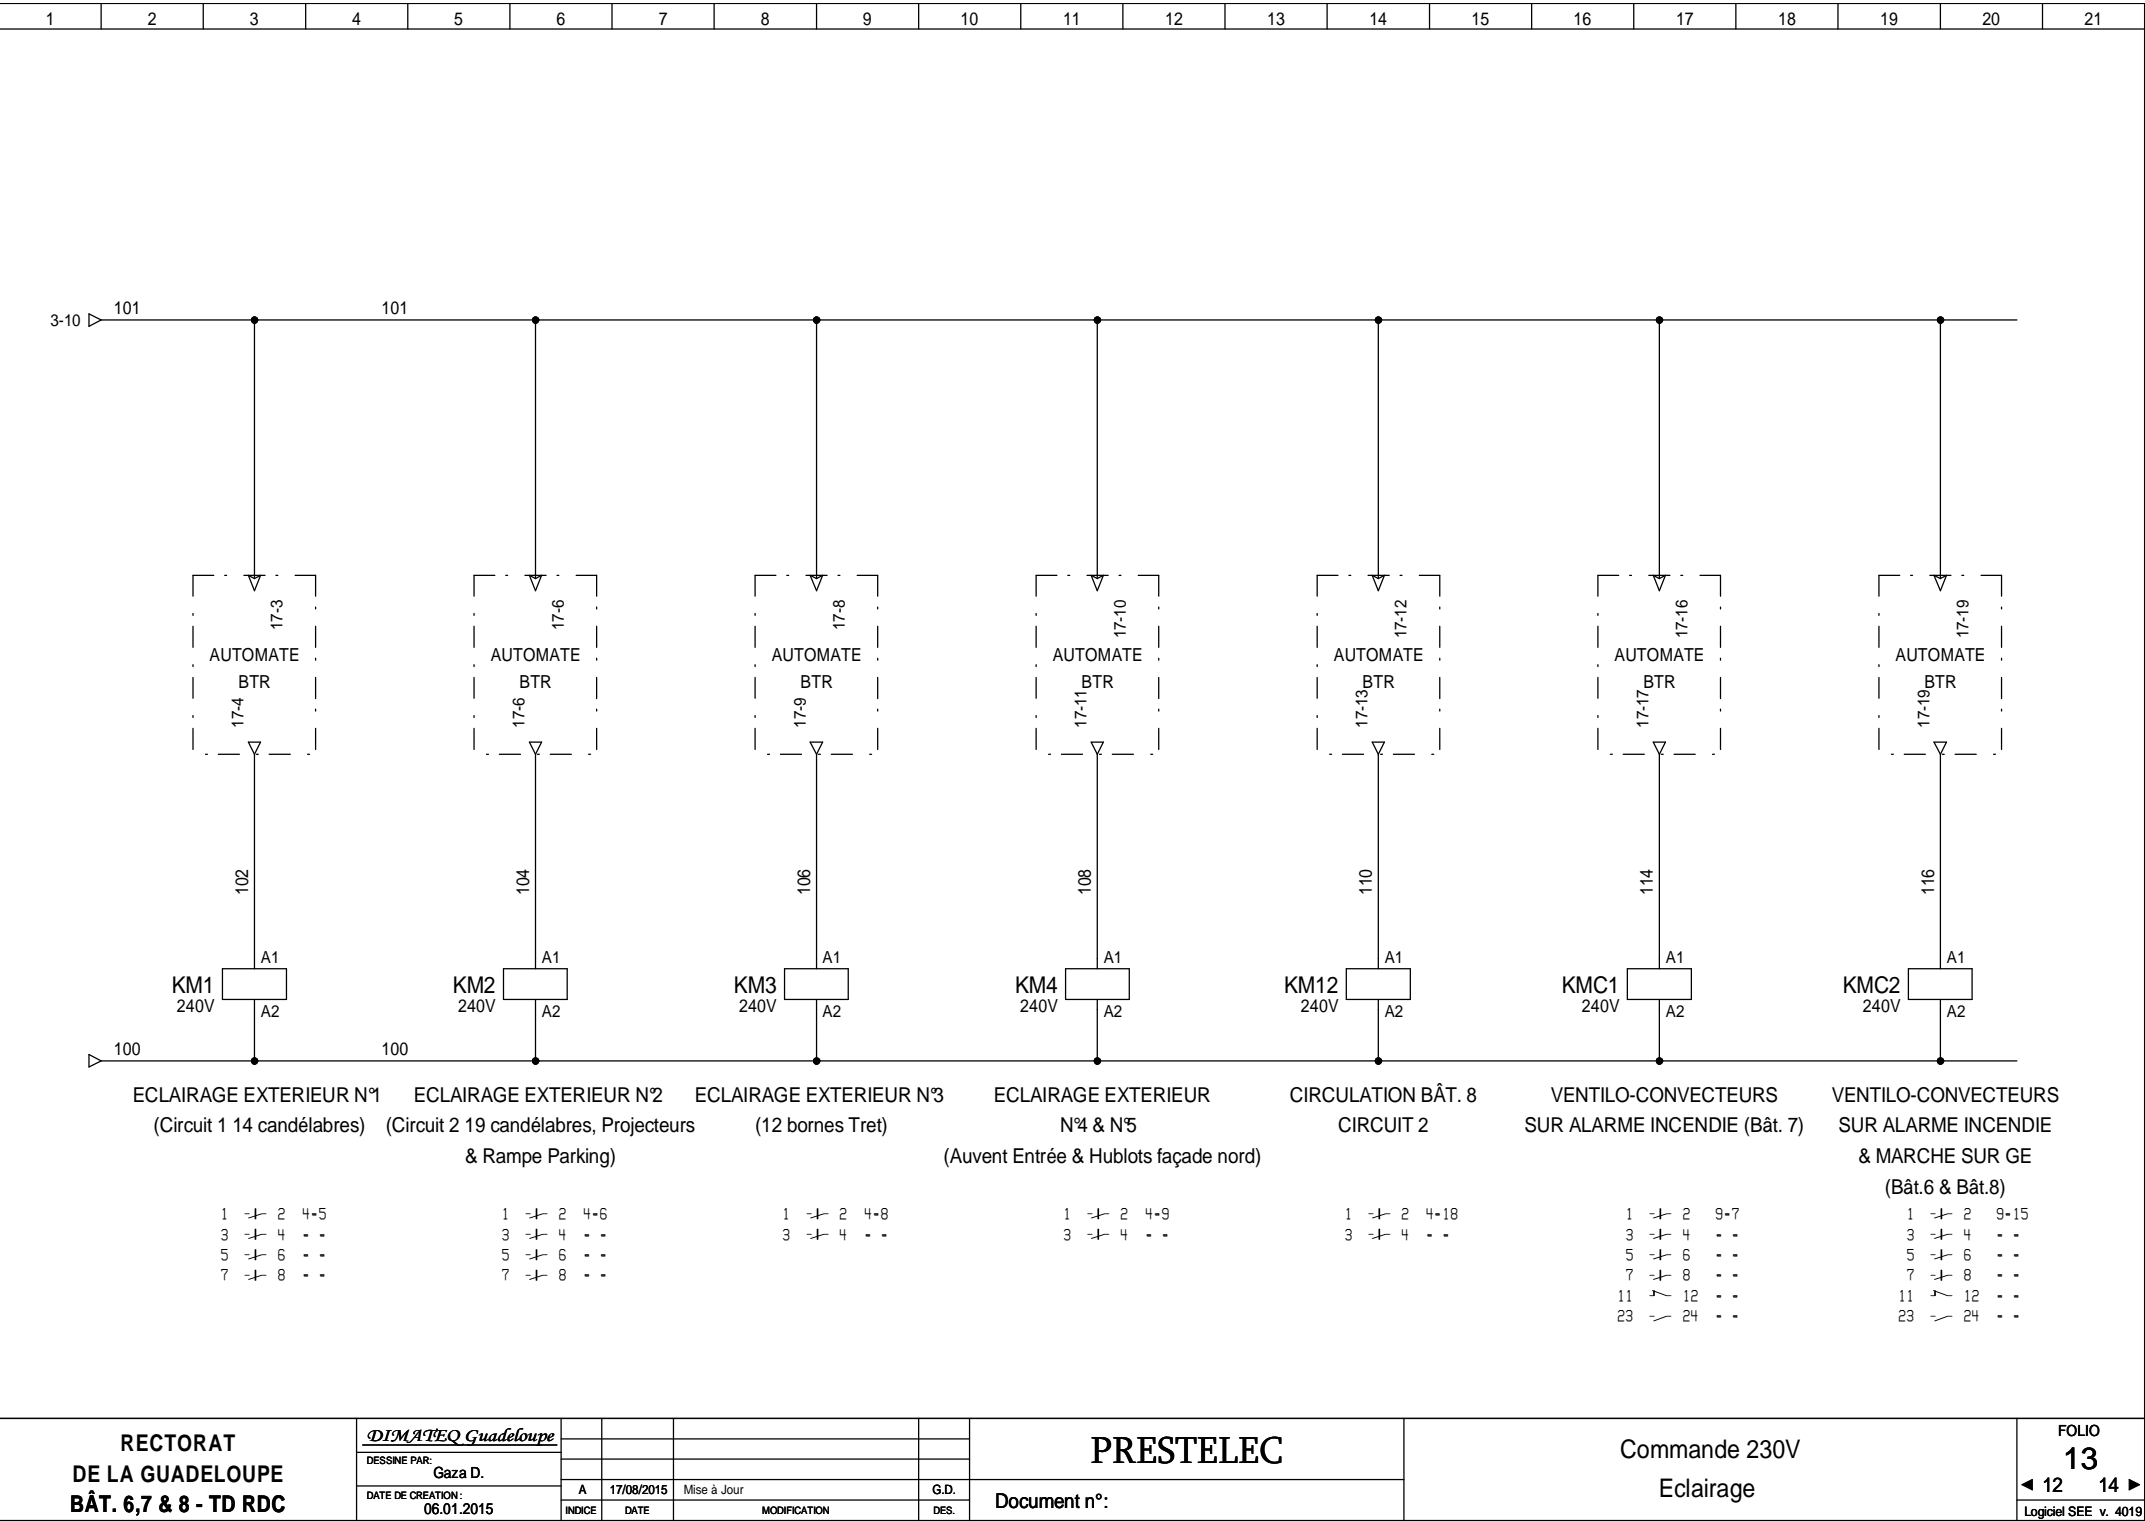 1 2 3 4 5 6 7 8 9 10 11 12 13 14 15 16 17 18 19 20 21
101 101
3-10
17-3 17-6 17-8 17-10 17-12 17-16 17-19
AUTOMATE AUTOMATE AUTOMATE AUTOMATE AUTOMATE AUTOMATE AUTOMATE
BTR BTR BTR BTR BTR BTR BTR
17-4 17-6 17-9 17-11 17-13 17-17 17-19
102 104 106 108 110 114 116
A1 A1 A1 A1 A1 A1 A1
KM1 KM2 KM3 KM4 KM12 KMC1 KMC2
240V 240V 240V 240V 240V 240V 240V
A2 A2 A2 A2 A2 A2 A2
100 100
ECLAIRAGE EXTERIEUR N°1
(Circuit 1 14 candélabres)
1 2 4-5
3 4 - -
5 6 - -
7 8 - -
ECLAIRAGE EXTERIEUR N°2
(Circuit 2 19 candélabres, Projecteurs
& Rampe Parking)
1 2 4-6
3 4 - -
5 6 - -
7 8 - -
ECLAIRAGE EXTERIEUR N°3
(12 bornes Tret)
1 2 4-8
3 4 - -
ECLAIRAGE EXTERIEUR
N°4 & N°5
(Auvent Entrée & Hublots façade nord)
1 2 4-9
3 4 - -
CIRCULATION BÂT. 8
CIRCUIT 2
1 2 4-18
3 4 - -
VENTILO-CONVECTEURS
SUR ALARME INCENDIE (Bât. 7)
1 2 9-7
3 4 - -
5 6 - -
7 8 - -
11 12 - -
23 24 - -
VENTILO-CONVECTEURS
SUR ALARME INCENDIE
& MARCHE SUR GE
(Bât.6 & Bât.8)
1 2 9-15
3 4 - -
5 6 - -
7 8 - -
11 12 - -
23 24 - -
RECTORAT
DE LA GUADELOUPE
BÂT. 6,7 & 8 - TD RDC
DIMATEQ Guadeloupe
DESSINE PAR:
Gaza D.
DATE DE CREATION :
06.01.2015
A 17/08/2015 Mise à Jour G.D.
INDICE DATE MODIFICATION DES.
PRESTELEC
Document n°:
Commande 230V
Eclairage
FOLIO
13
◄ 12 14 ►
Logiciel SEE v. 4019